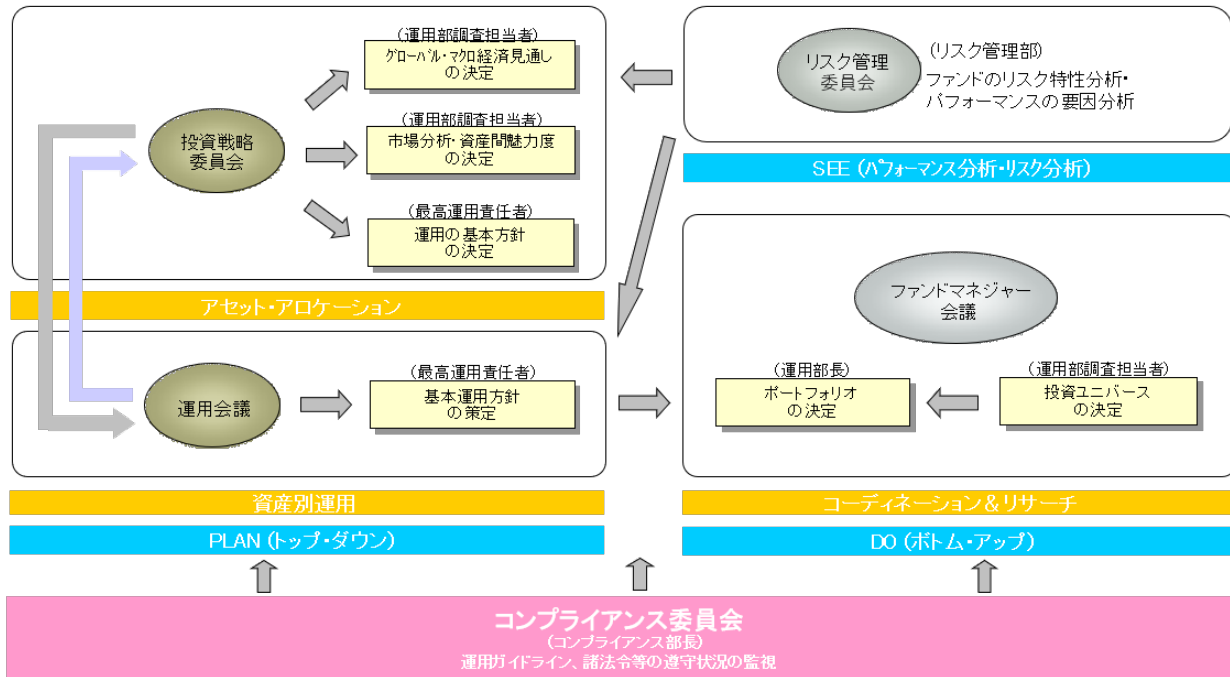 (運用部調査担当者)
グローバル・マクロ経済見通し
の決定
投資戦略
委員会
(運用部調査担当者)
市場分析・資産間魅力度
の決定
(最高運用責任者)
運用の基本方針
の決定
アセット・アロケーション
運用会議
(最高運用責任者)
基本運用方針
の策定
資産別運用
PLAN (トップ・ダウン)
リスク管理
委員会
(リスク管理部)
ファンドのリスク特性分析・
パフォーマンスの要因分析
SEE (パフォーマンス分析・リスク分析)
ファンドマネジャー
会議
(運用部長)
ポートフォリオ
の決定
(運用部調査担当者)
投資ユニバース
の決定
コーディネーション＆リサーチ
DO (ボトム・アップ)
コンプライアンス委員会
(コンプライアンス部長)
運用ガイドライン、諸法令等の遵守状況の監視